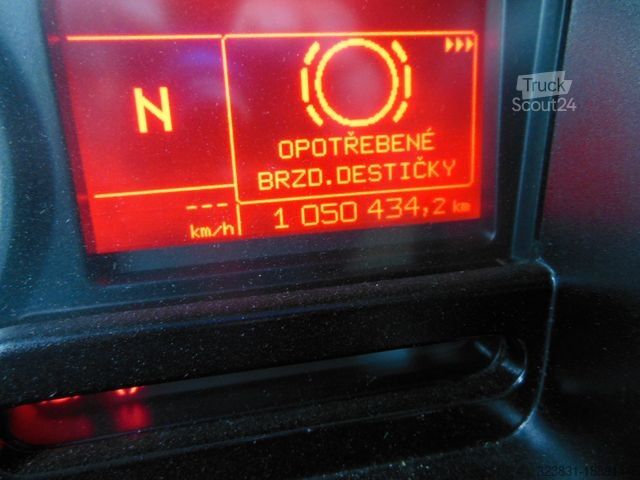 N
OPOTŘEBENÉ
BRZD.DESTIČKY
---
km/h
1 050 434,2 km
Truck
Scout24